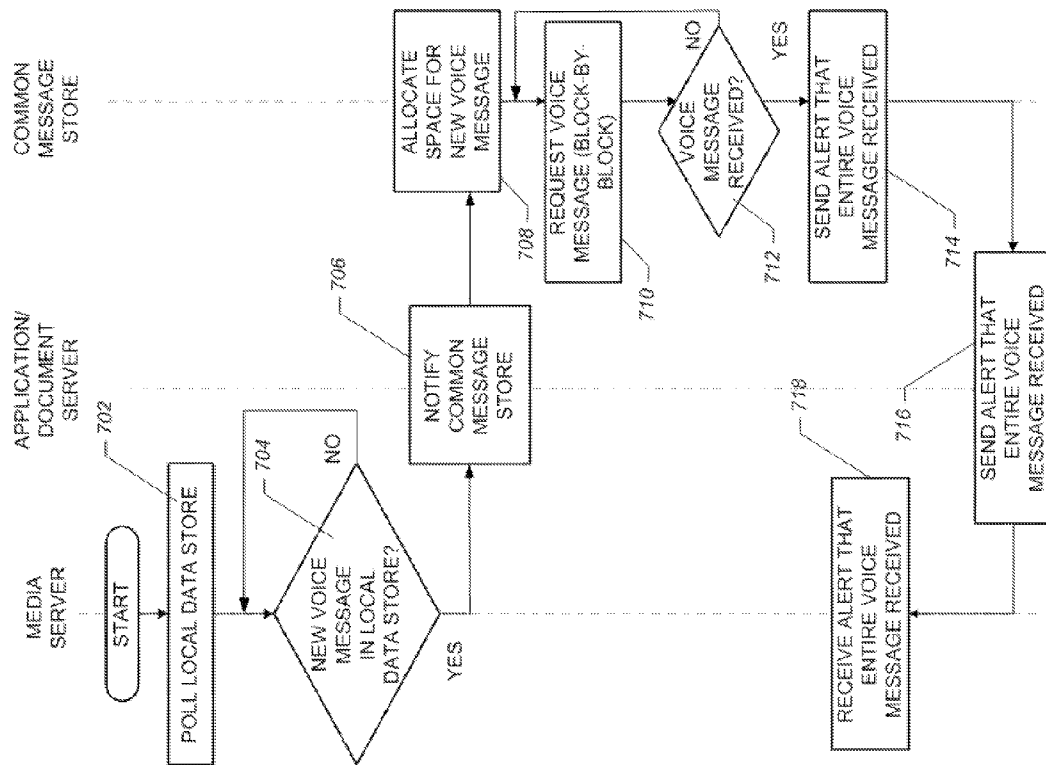 MEDIA
SERVER
APPLICATION/
DOCUMENT
SERVER
COMMON
MESSAGE
STORE
START
702
POLL LOCAL DATA STORE
704
NEW VOICE
MESSAGE
IN LOCAL
DATA STORE?
NO
YES
706
NOTIFY
COMMON
MESSAGE
STORE
ALLOCATE
SPACE FOR
NEW VOICE
MESSAGE
708
REQUEST VOICE
MESSAGE (BLOCK-BY-
BLOCK)
710
VOICE
MESSAGE
RECEIVED?
NO
712
YES
SEND ALERT THAT
ENTIRE VOICE
MESSAGE RECEIVED
714
716
SEND ALERT THAT
ENTIRE VOICE
MESSAGE RECEIVED
718
RECEIVE ALERT THAT
ENTIRE VOICE
MESSAGE RECEIVED